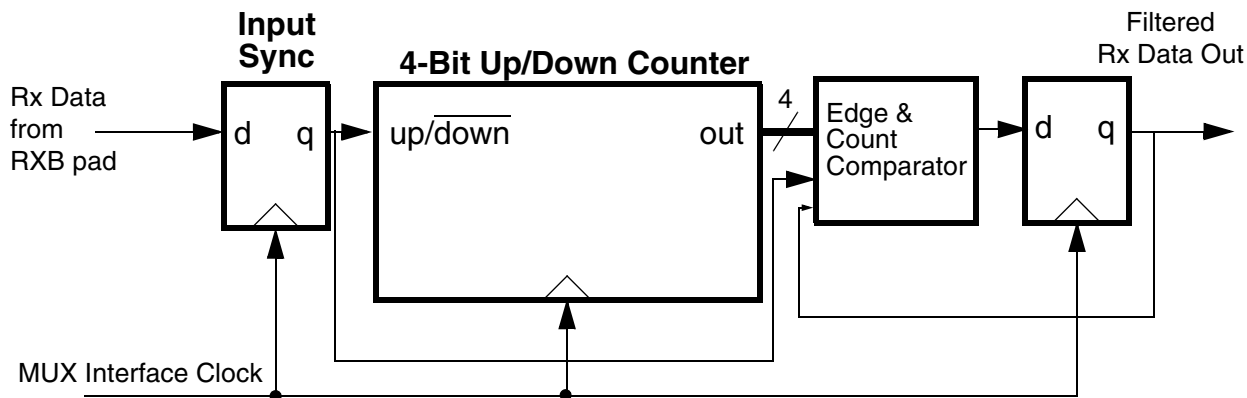 Input
Sync
4-Bit Up/Down Counter
Filtered
Rx Data Out
Rx Data
from
RXB pad
d q
up/down
out
4
Edge &
Count
Comparator
d q
MUX Interface Clock